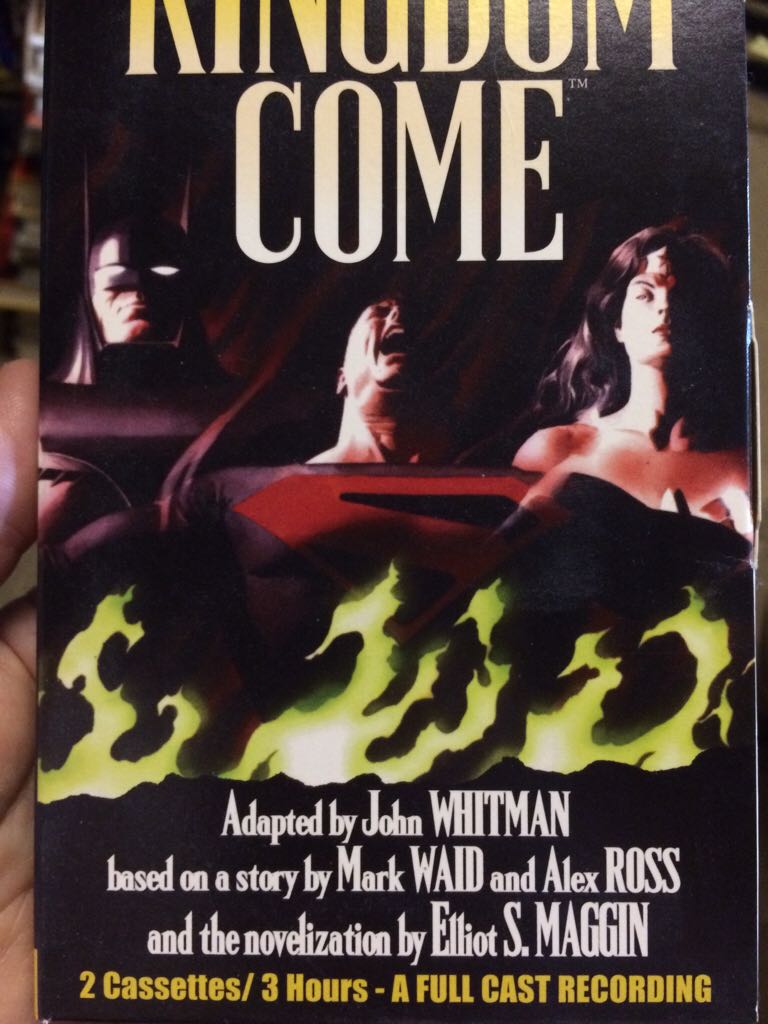 KINGDOM
COME™
Adapted by John WHITMAN
based on a story by Mark WAID and Alex ROSS
and the novelization by Elliot S. MAGGIN
2 Cassettes/ 3 Hours - A FULL CAST RECORDING